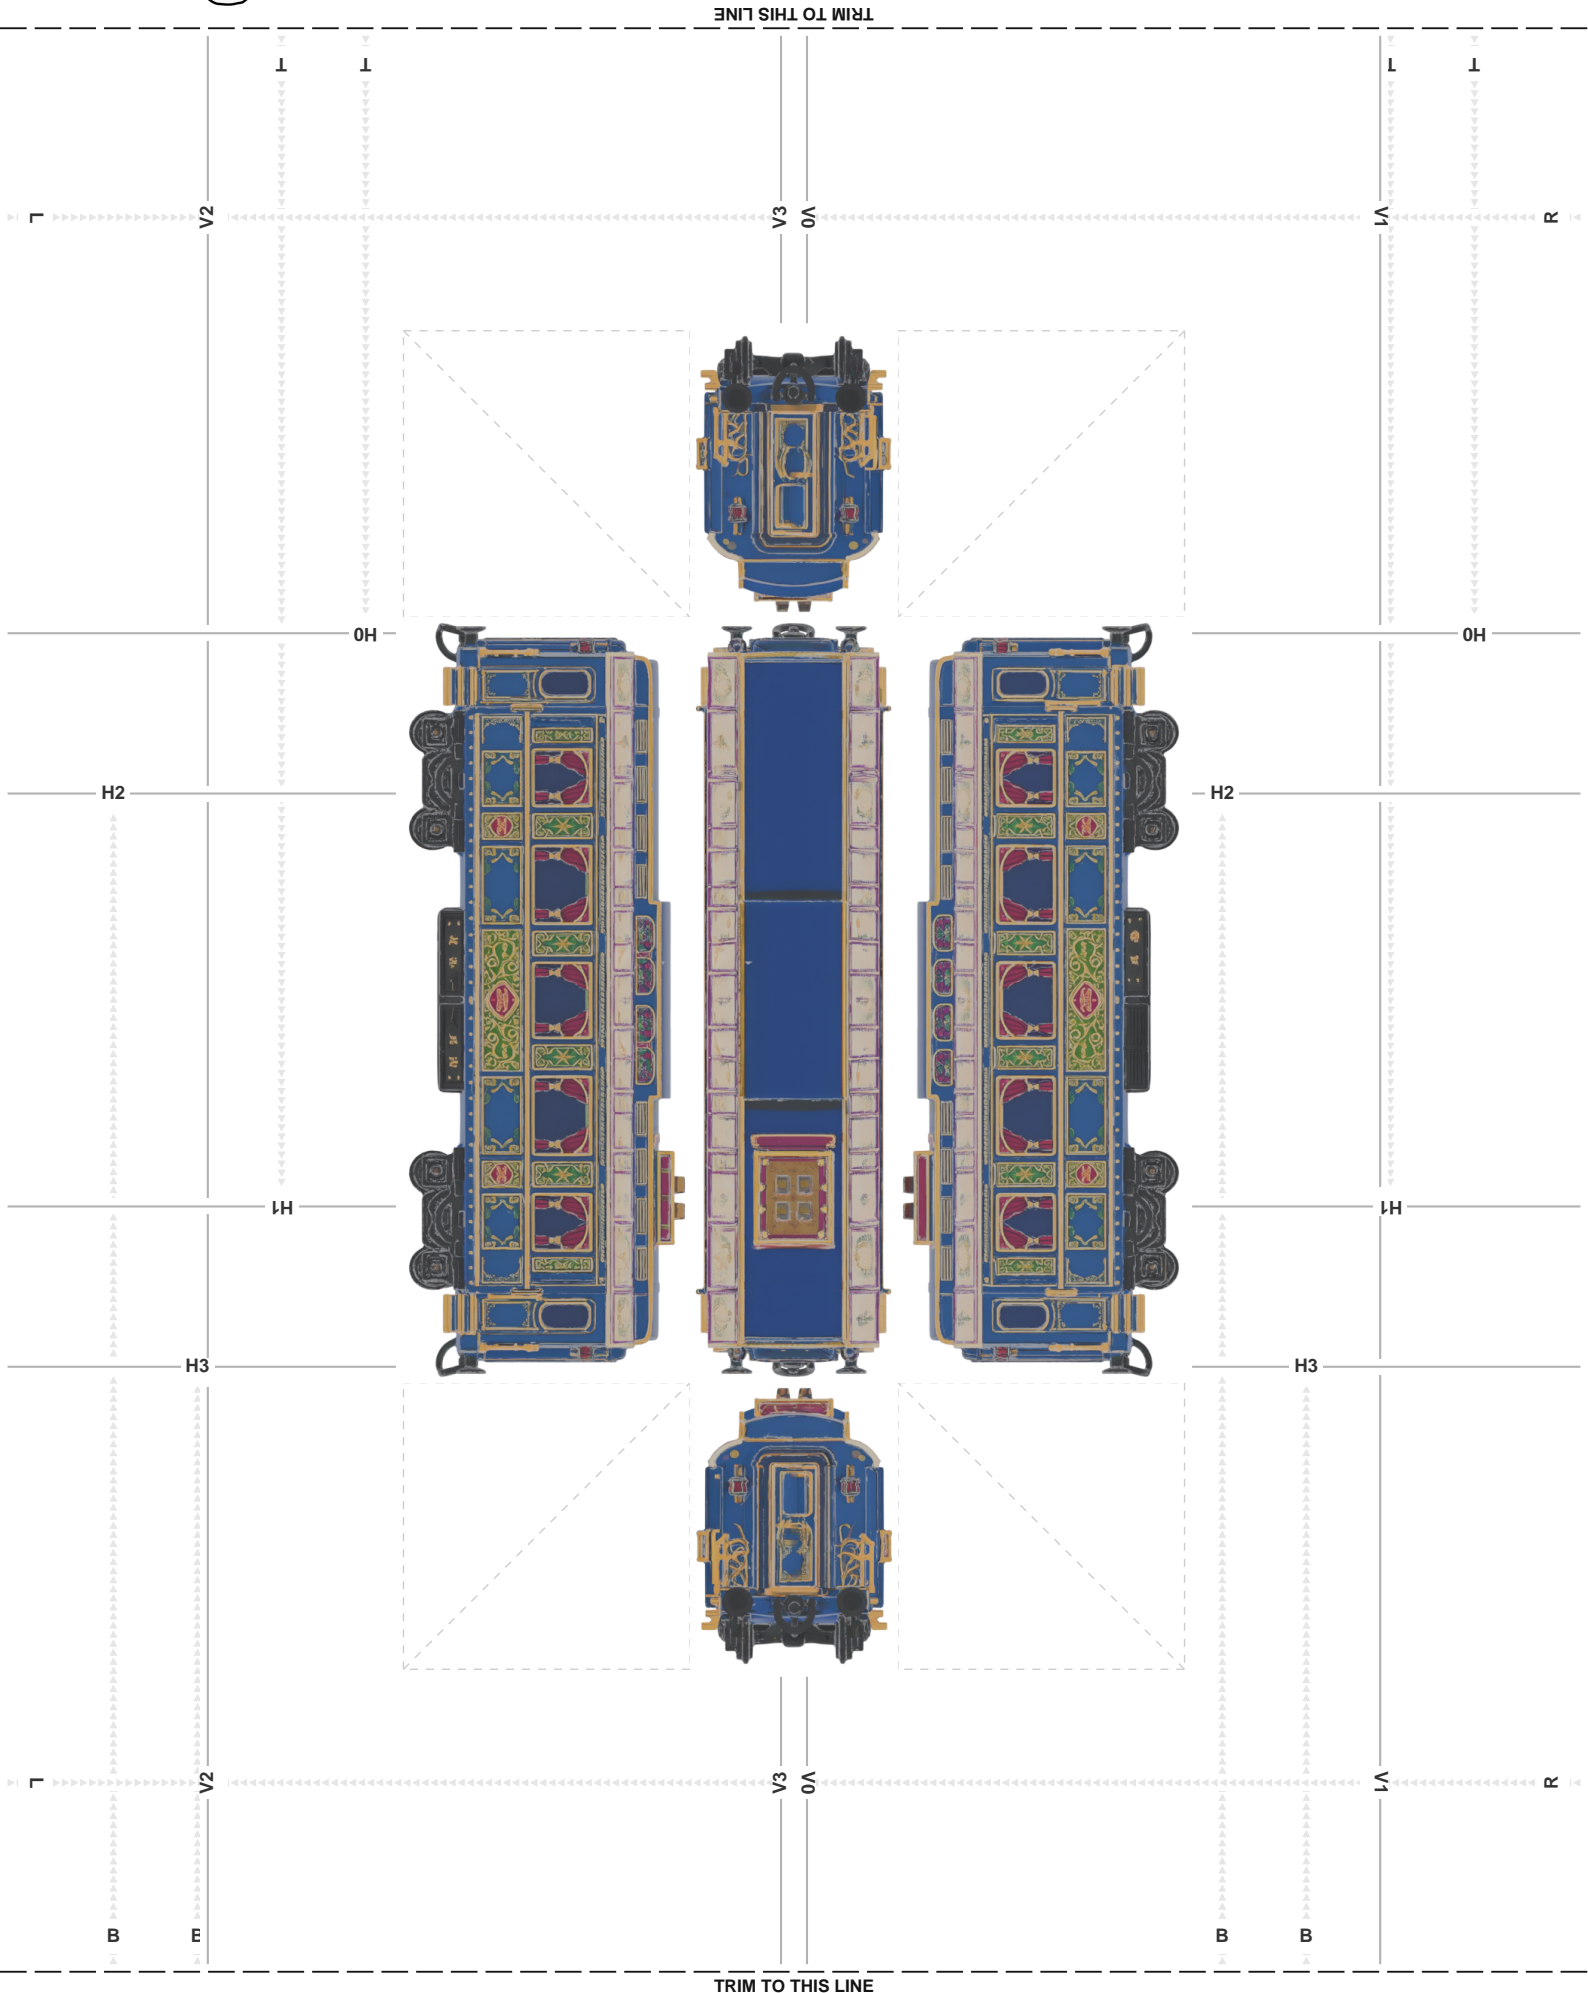 TRIM TO THIS LINE
T T T T
L V2 V3 V0 V1 R
H0 H0
H2 H2
H1 H1
H3 H3
L V2 V3 V0 V1 R
B B B B
TRIM TO THIS LINE